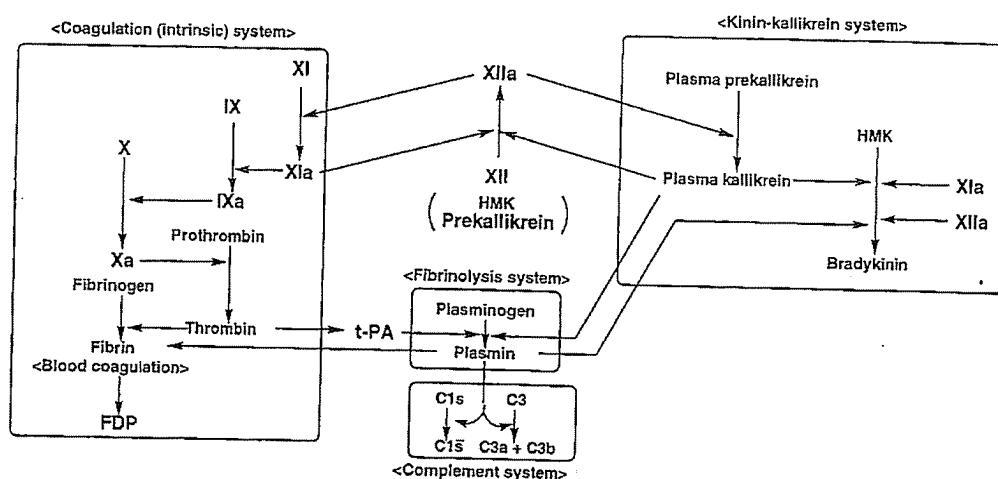 <Coagulation (intrinsic) system>
XI
IX
X
XIa
IXa
Prothrombin
Xa
Fibrinogen
Thrombin
Fibrin
<Blood coagulation>
FDP
XIIa
XII
( HMK
Prekallikrein )
<Kinin-kallikrein system>
Plasma prekallikrein
HMK
Plasma kallikrein
XIa
XIIa
Bradykinin
<Fibrinolysis system>
Plasminogen
t-PA
Plasmin
C1s C3
C1s̄ C3a + C3b
<Complement system>